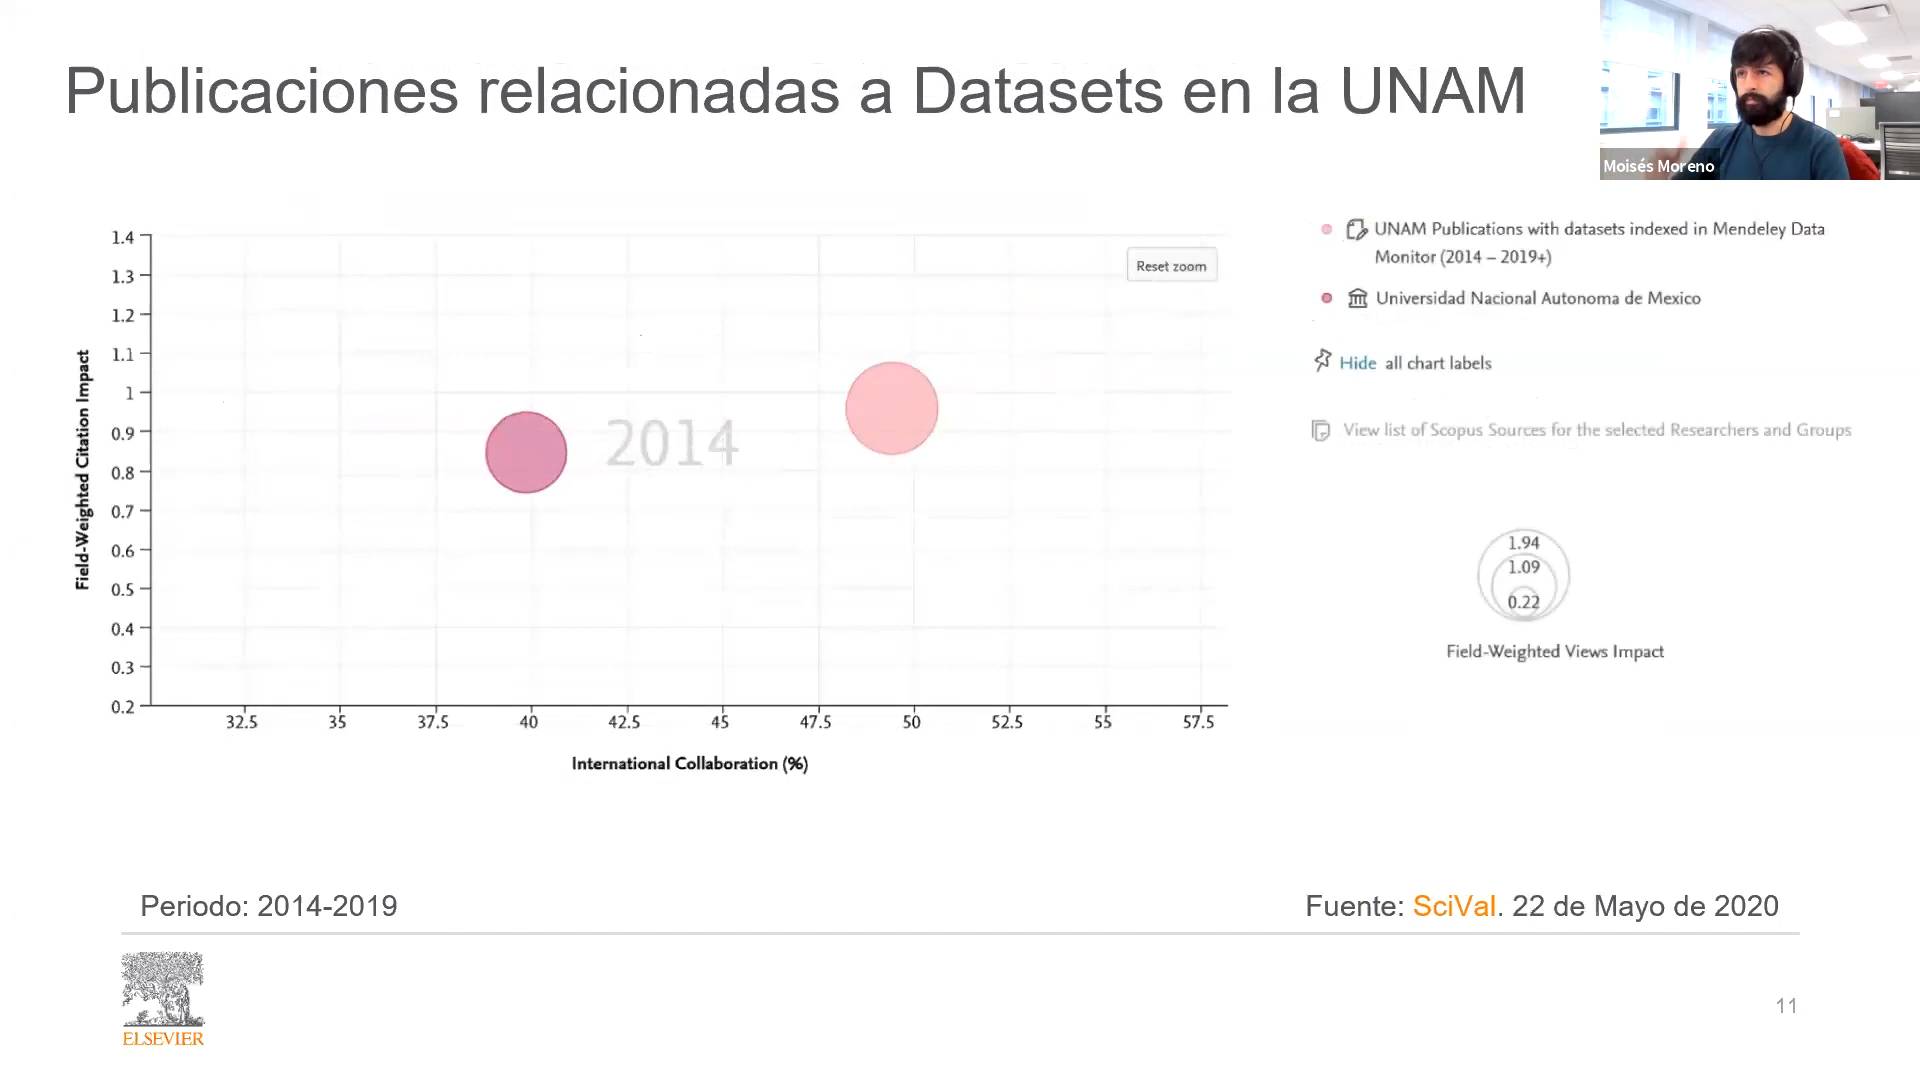 Publicaciones relacionadas a Datasets en la UNAM
Moisés Moreno
1.4
1.3
1.2
1.1
1
0.9
0.8
0.7
0.6
0.5
0.4
0.3
0.2
Field-Weighted Citation Impact
2014
Reset zoom
32.5 35 37.5 40 42.5 45 47.5 50 52.5 55 57.5
International Collaboration (%)
UNAM Publications with datasets indexed in Mendeley Data
Monitor (2014 – 2019+)
Universidad Nacional Autonoma de Mexico
Hide all chart labels
View list of Scopus Sources for the selected Researchers and Groups
1.94
1.09
0.22
Field-Weighted Views Impact
Periodo: 2014-2019
Fuente: SciVal. 22 de Mayo de 2020
ELSEVIER
11